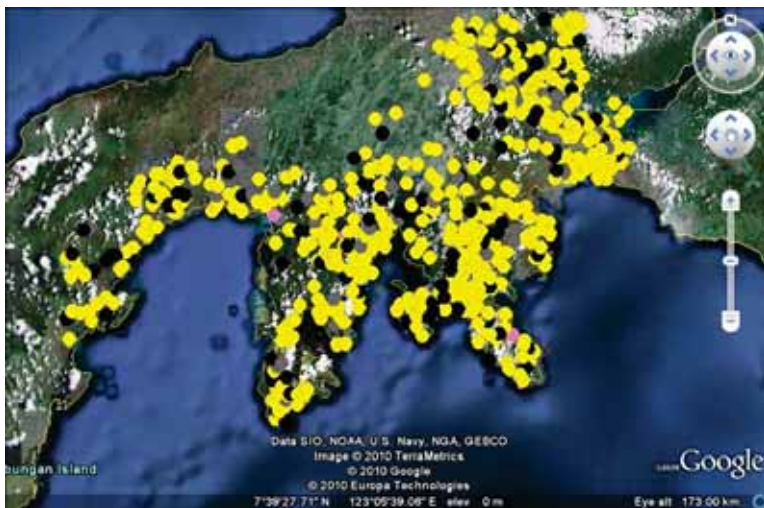 N
Data SIO, NOAA, U.S. Navy, NGA, GEBCO
Image © 2010 TerraMetrics
© 2010 Google
© 2010 Europa Technologies
bungan Island
Google
7°39'27.71" N 123°05'39.06" E elev 0 m
Eye alt 173.00 km